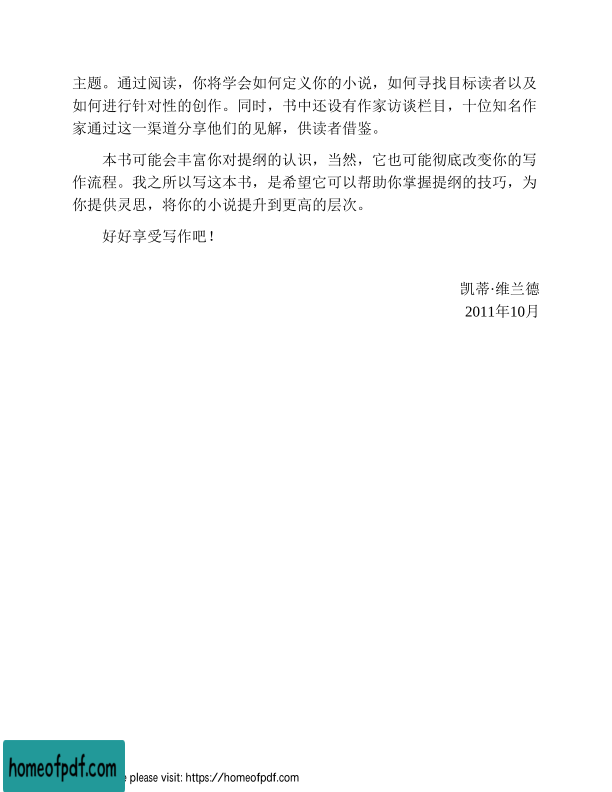 主题。通过阅读，你将学会如何定义你的小说，如何寻找目标读者以及
如何进行针对性的创作。同时，书中还设有作家访谈栏目，十位知名作
家通过这一渠道分享他们的见解，供读者借鉴。
本书可能会丰富你对提纲的认识，当然，它也可能彻底改变你的写
作流程。我之所以写这本书，是希望它可以帮助你掌握提纲的技巧，为
你提供灵思，将你的小说提升到更高的层次。
好好享受写作吧！
凯蒂·维兰德
2011年10月
homeofpdf.com
e please visit: https://homeofpdf.com